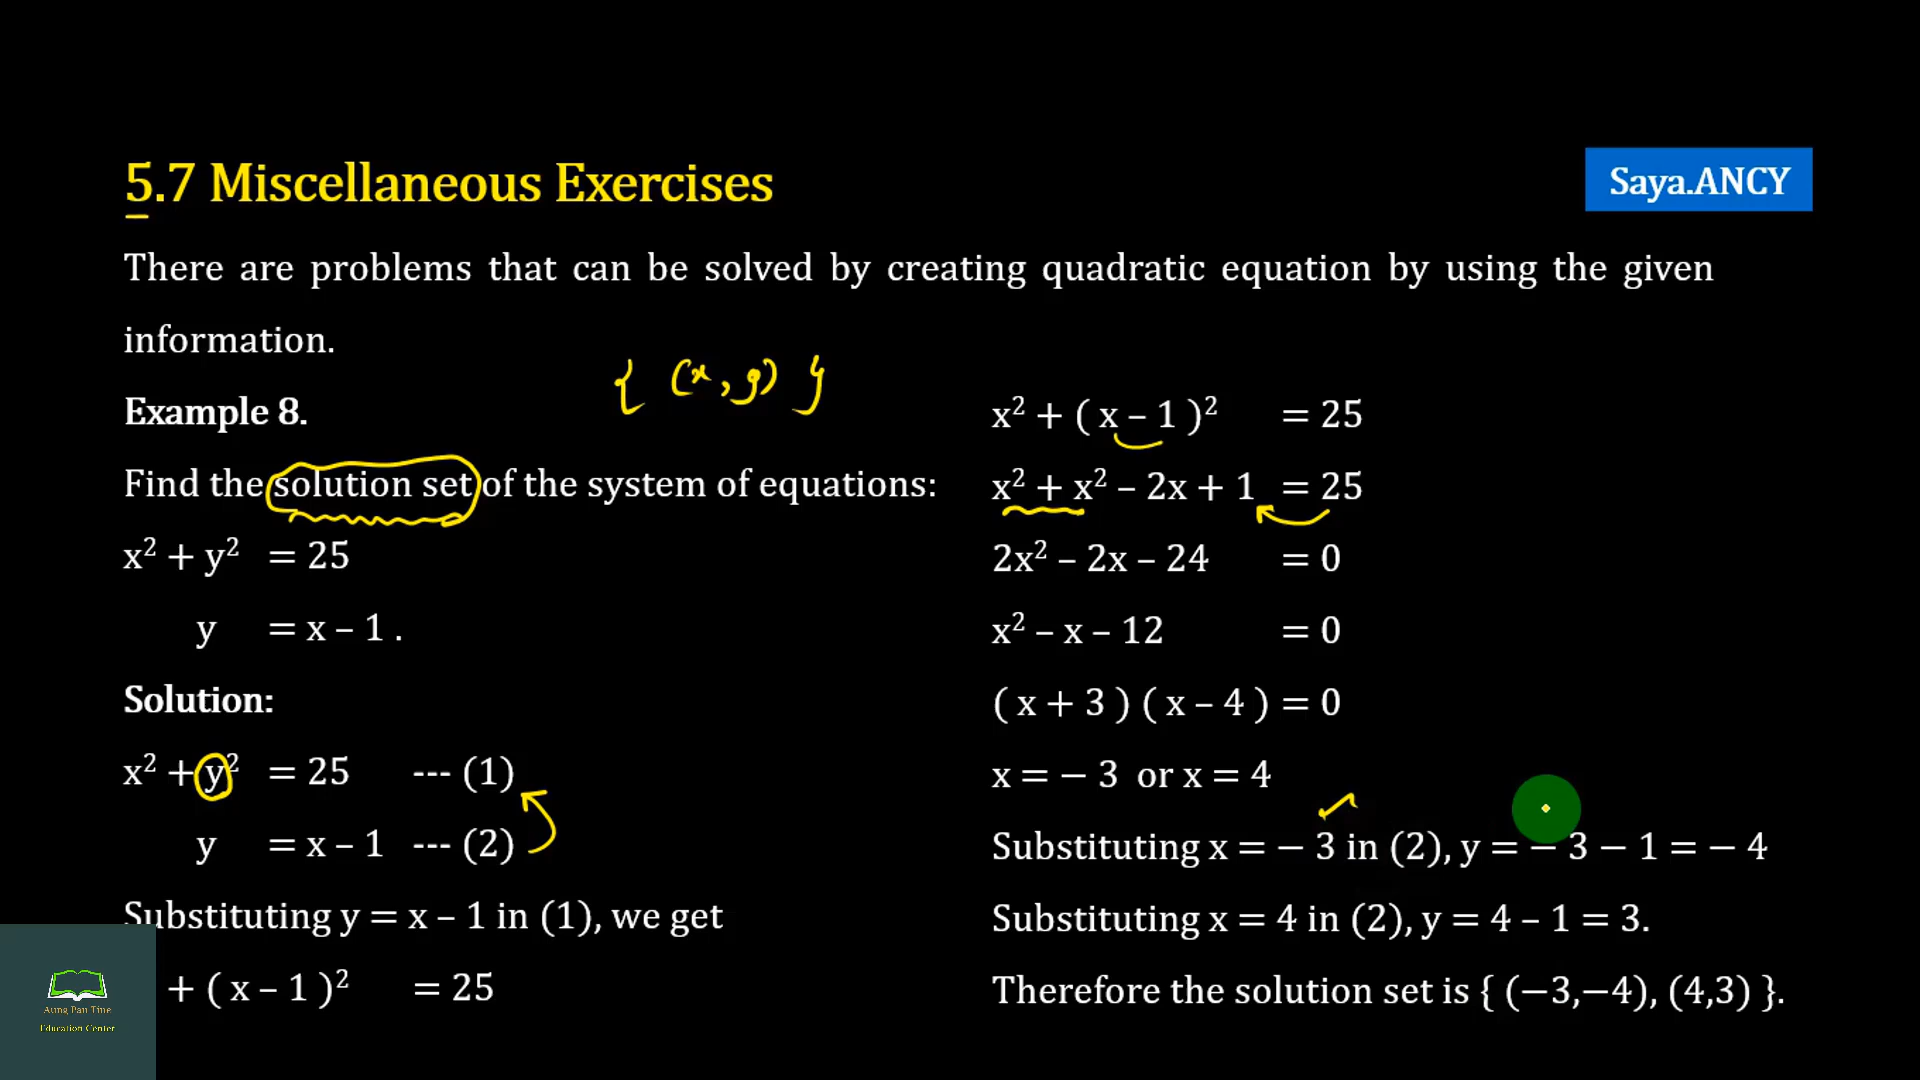 5.7 Miscellaneous Exercises
Saya.ANCY
There are problems that can be solved by creating quadratic equation by using the given
information.
{ (x, y) }
Example 8.
Find the solution set of the system of equations:
x² + y² = 25
y = x – 1 .
Solution:
x² + y² = 25 --- (1)
y = x – 1 --- (2)
Substituting y = x – 1 in (1), we get
+ ( x – 1 )² = 25
x² + ( x – 1 )² = 25
x² + x² – 2x + 1 = 25
2x² – 2x – 24 = 0
x² – x – 12 = 0
( x + 3 ) ( x – 4 ) = 0
x = – 3 or x = 4
Substituting x = – 3 in (2), y = – 3 – 1 = – 4
Substituting x = 4 in (2), y = 4 – 1 = 3.
Therefore the solution set is { (–3,–4), (4,3) }.
Aung Pan Tine
Education Center